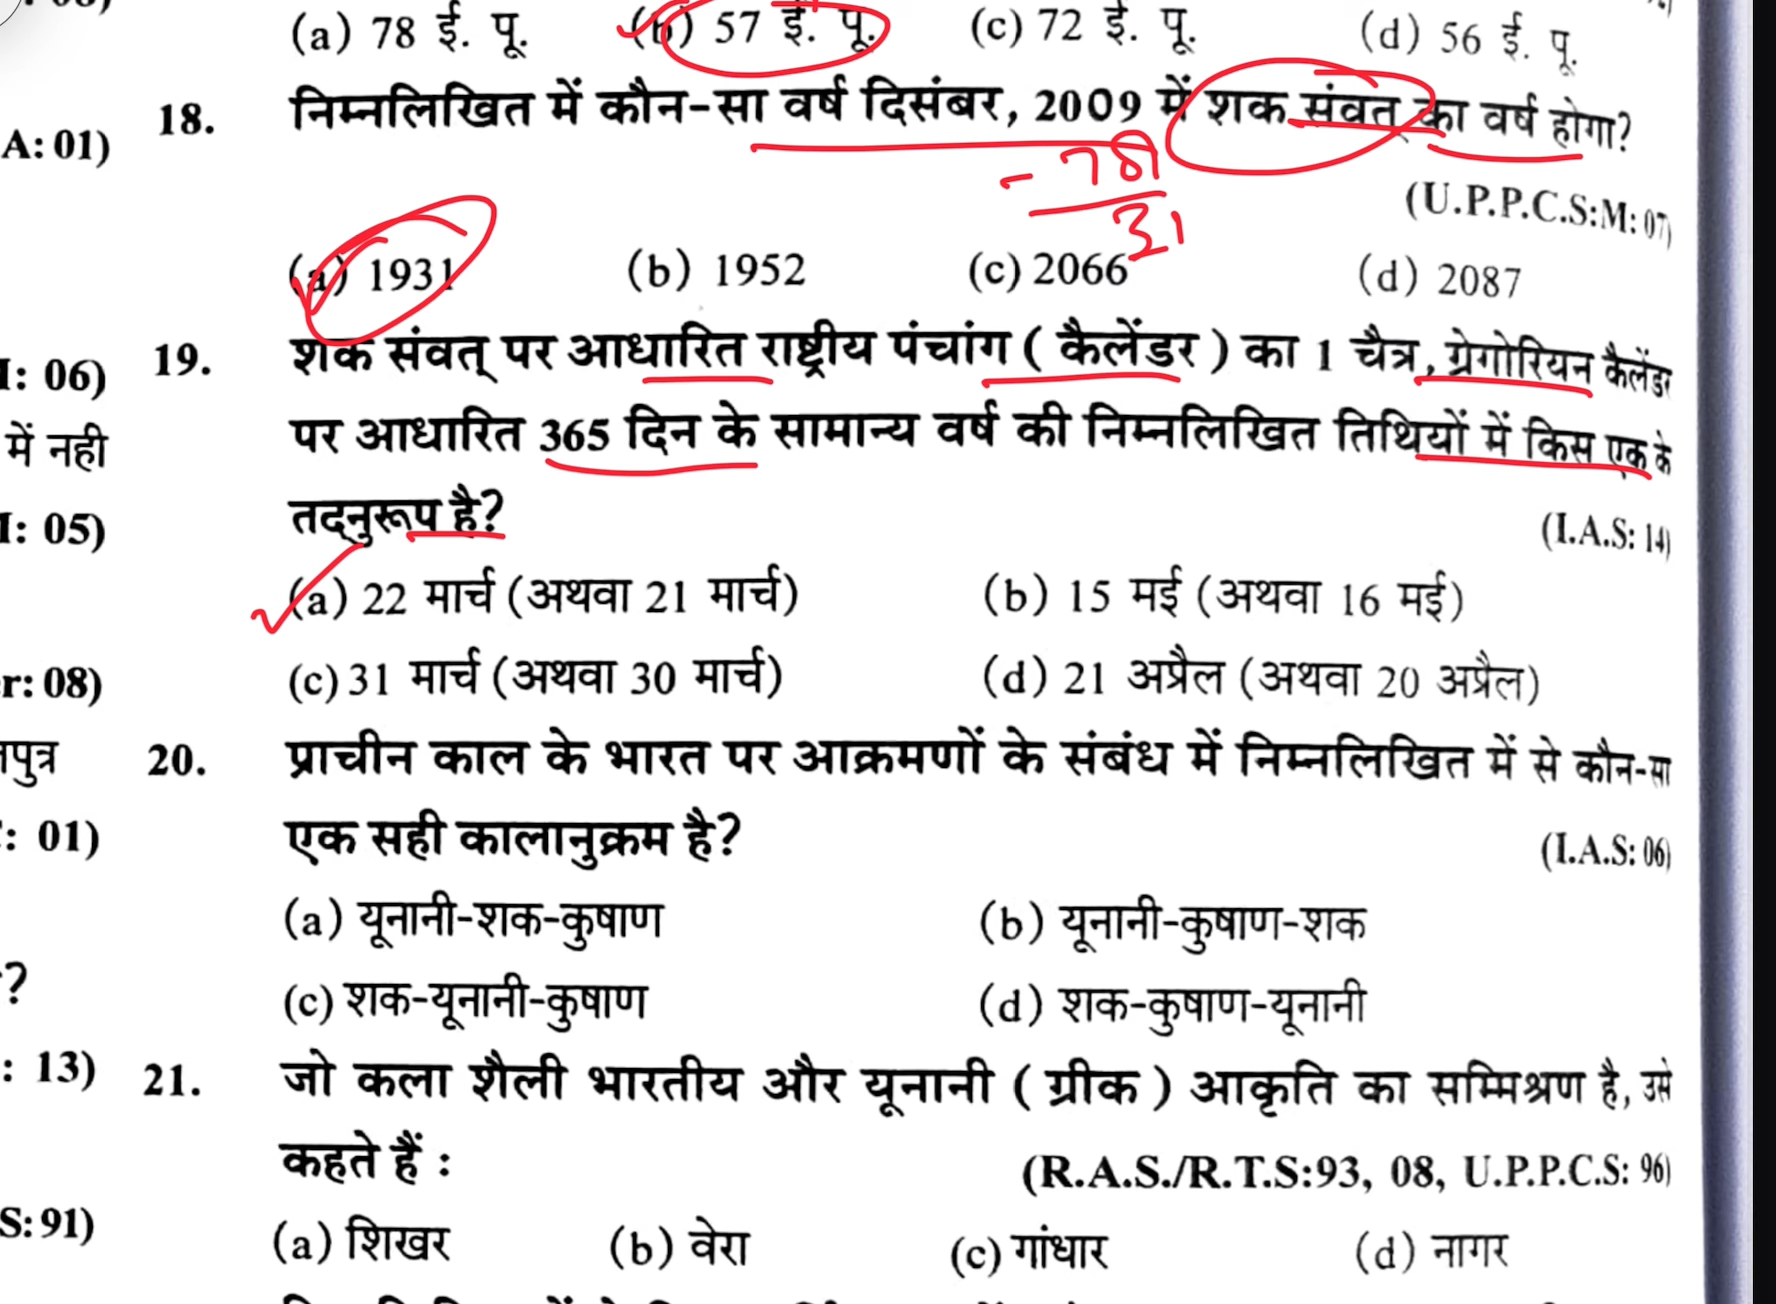 (a) 78 ई. पू. (b) 57 ई. पू. (c) 72 ई. पू. (d) 56 ई. पू.
18. निम्नलिखित में कौन-सा वर्ष दिसंबर, 2009 में शक संवत् का वर्ष होगा?
A: 01)
- 78
31
(U.P.P.C.S:M: 07)
(a) 1931 (b) 1952 (c) 2066 (d) 2087
19. शक संवत् पर आधारित राष्ट्रीय पंचांग ( कैलेंडर ) का 1 चैत्र, ग्रेगोरियन कैलेंडर
: 06)
पर आधारित 365 दिन के सामान्य वर्ष की निम्नलिखित तिथियों में किस एक के
में नही
तद्नुरूप है? (I.A.S: 14)
: 05)
(a) 22 मार्च (अथवा 21 मार्च) (b) 15 मई (अथवा 16 मई)
r: 08)
(c) 31 मार्च (अथवा 30 मार्च) (d) 21 अप्रैल (अथवा 20 अप्रैल)
पुत्र
20. प्राचीन काल के भारत पर आक्रमणों के संबंध में निम्नलिखित में से कौन-सा
: 01)
एक सही कालानुक्रम है? (I.A.S: 06)
(a) यूनानी-शक-कुषाण (b) यूनानी-कुषाण-शक
?
(c) शक-यूनानी-कुषाण (d) शक-कुषाण-यूनानी
: 13)
21. जो कला शैली भारतीय और यूनानी ( ग्रीक ) आकृति का सम्मिश्रण है, उसे
कहते हैं : (R.A.S./R.T.S:93, 08, U.P.P.C.S: 96)
S: 91)
(a) शिखर (b) वेरा (c) गांधार (d) नागर